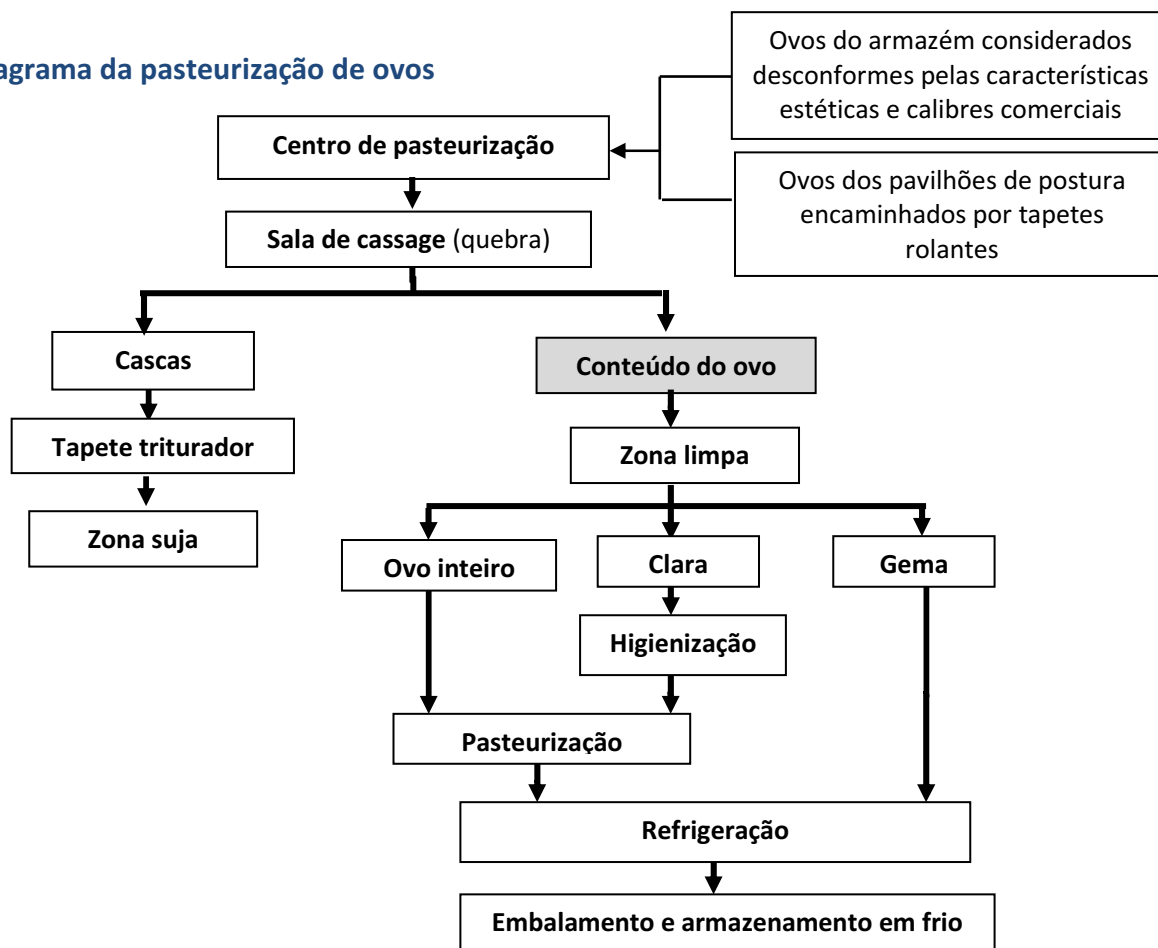 agrama da pasteurização de ovos
Ovos do armazém considerados
desconformes pelas características
estéticas e calibres comerciais
Centro de pasteurização
Ovos dos pavilhões de postura
encaminhados por tapetes
rolantes
Sala de cassage (quebra)
Cascas
Conteúdo do ovo
Tapete triturador
Zona limpa
Zona suja
Ovo inteiro
Clara
Gema
Higienização
Pasteurização
Refrigeração
Embalamento e armazenamento em frio